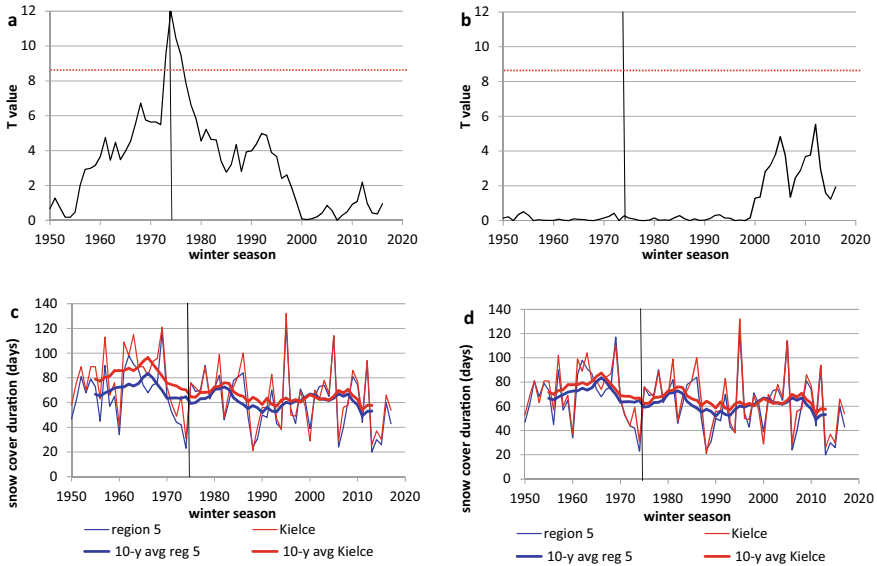 a
12
10
8
6
4
2
0
T value
1950 1960 1970 1980 1990 2000 2010 2020
winter season
b
12
10
8
6
4
2
0
T value
1950 1960 1970 1980 1990 2000 2010 2020
winter season
c
140
120
100
80
60
40
20
0
snow cover duration (days)
1950 1960 1970 1980 1990 2000 2010 2020
winter season
region 5 Kielce
10-y avg reg 5 10-y avg Kielce
d
140
120
100
80
60
40
20
0
snow cover duration (days)
1950 1960 1970 1980 1990 2000 2010 2020
winter season
region 5 Kielce
10-y avg reg 5 10-y avg Kielce